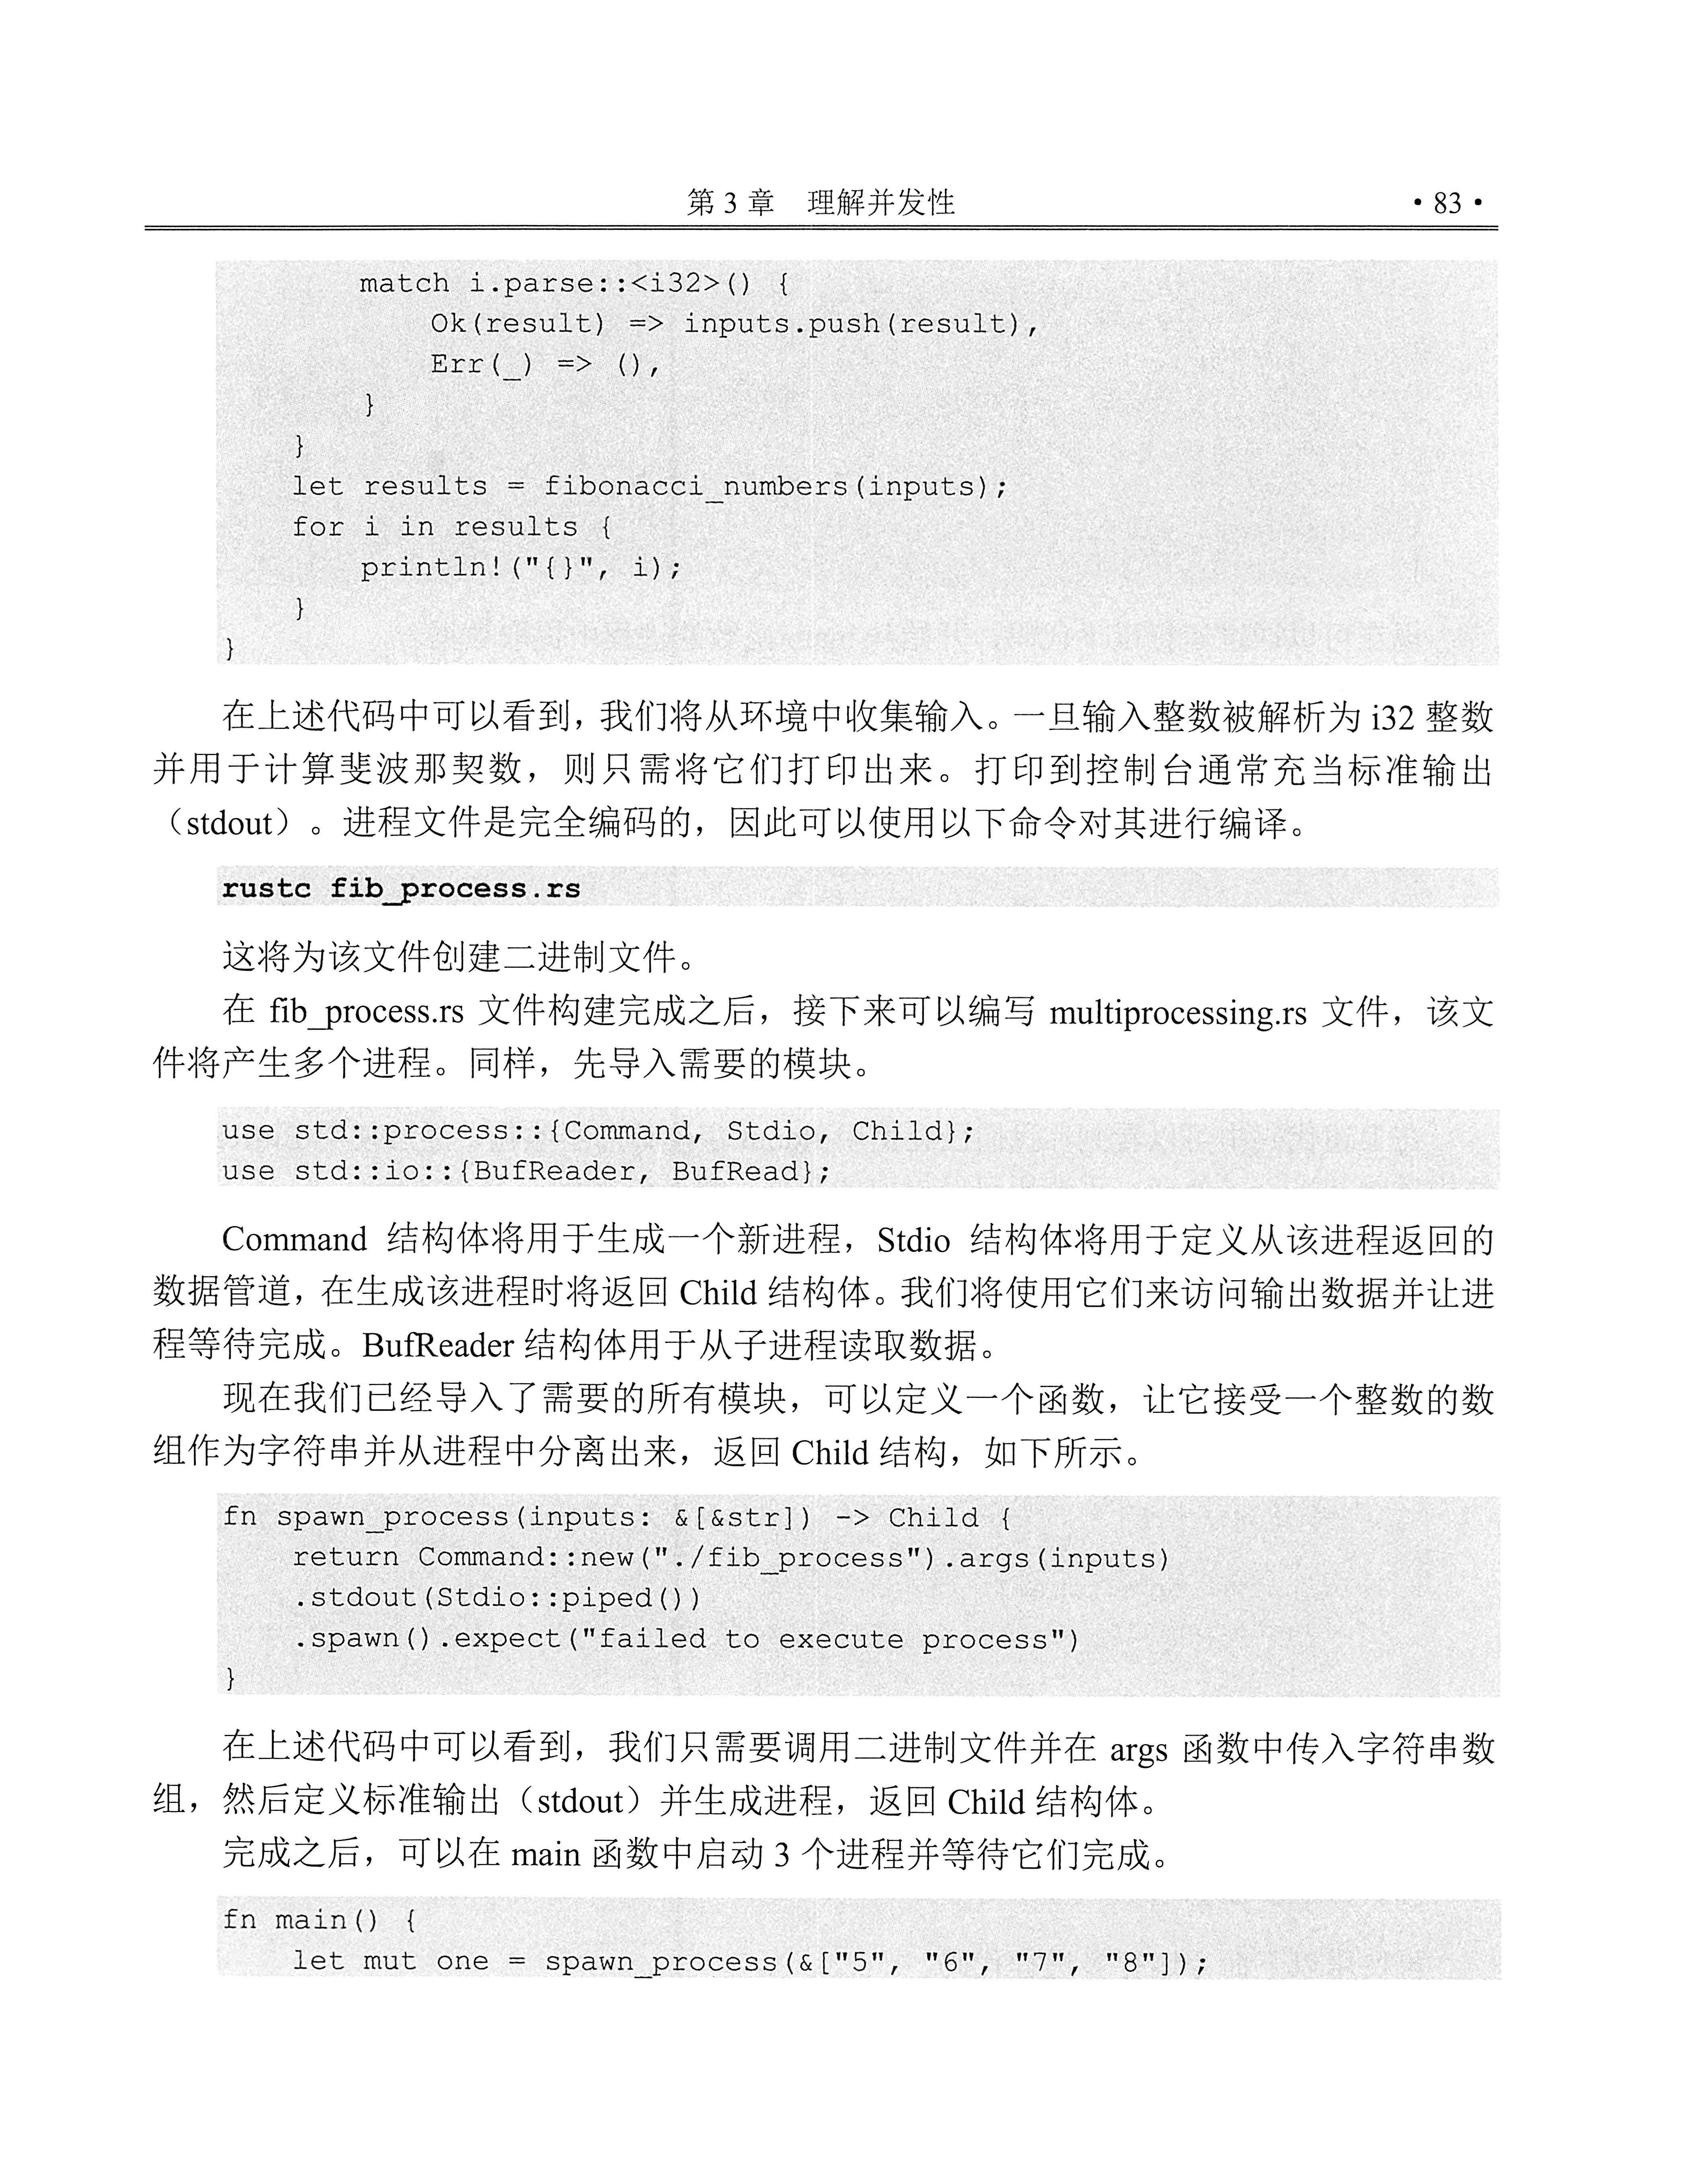 第 3 章　理解并发性　　• 83 •
        match i.parse::<i32>() {
            Ok(result) => inputs.push(result),
            Err(_) => (),
        }
    }
    let results = fibonacci_numbers(inputs);
    for i in results {
        println!("{}", i);
    }
}
在上述代码中可以看到，我们将从环境中收集输入。一旦输入整数被解析为 i32 整数
并用于计算斐波那契数，则只需将它们打印出来。打印到控制台通常充当标准输出
（stdout）。进程文件是完全编码的，因此可以使用以下命令对其进行编译。
rustc fib_process.rs
这将为该文件创建二进制文件。
在 fib_process.rs 文件构建完成之后，接下来可以编写 multiprocessing.rs 文件，该文
件将产生多个进程。同样，先导入需要的模块。
use std::process::{Command, Stdio, Child};
use std::io::{BufReader, BufRead};
Command 结构体将用于生成一个新进程，Stdio 结构体将用于定义从该进程返回的
数据管道，在生成该进程时将返回 Child 结构体。我们将使用它们来访问输出数据并让进
程等待完成。BufReader 结构体用于从子进程读取数据。
现在我们已经导入了需要的所有模块，可以定义一个函数，让它接受一个整数的数
组作为字符串并从进程中分离出来，返回 Child 结构，如下所示。
fn spawn_process(inputs: &[&str]) -> Child {
    return Command::new("./fib_process").args(inputs)
    .stdout(Stdio::piped())
    .spawn().expect("failed to execute process")
}
在上述代码中可以看到，我们只需要调用二进制文件并在 args 函数中传入字符串数
组，然后定义标准输出（stdout）并生成进程，返回 Child 结构体。
完成之后，可以在 main 函数中启动 3 个进程并等待它们完成。
fn main() {
    let mut one = spawn_process(&["5", "6", "7", "8"]);